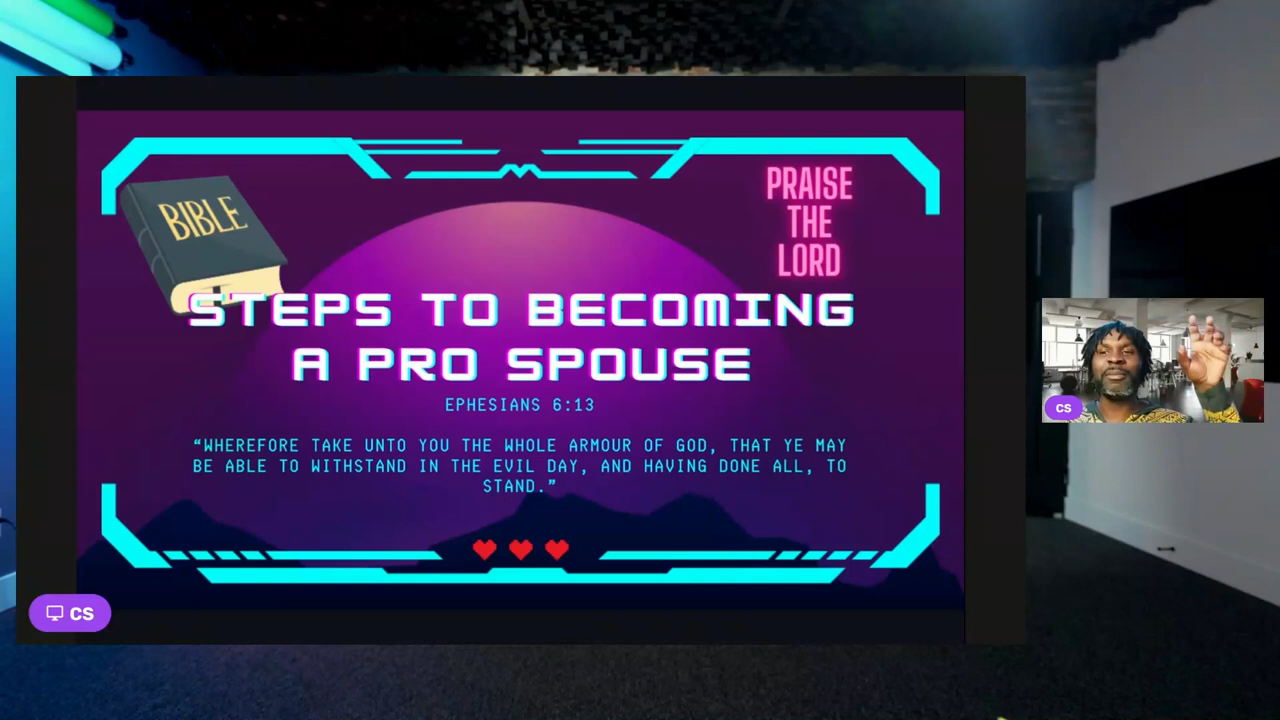 BIBLE
PRAISE
THE
LORD
STEPS TO BECOMING
A PRO SPOUSE
EPHESIANS 6:13
“WHEREFORE TAKE UNTO YOU THE WHOLE ARMOUR OF GOD, THAT YE MAY
BE ABLE TO WITHSTAND IN THE EVIL DAY, AND HAVING DONE ALL, TO
STAND.”
CS
CS